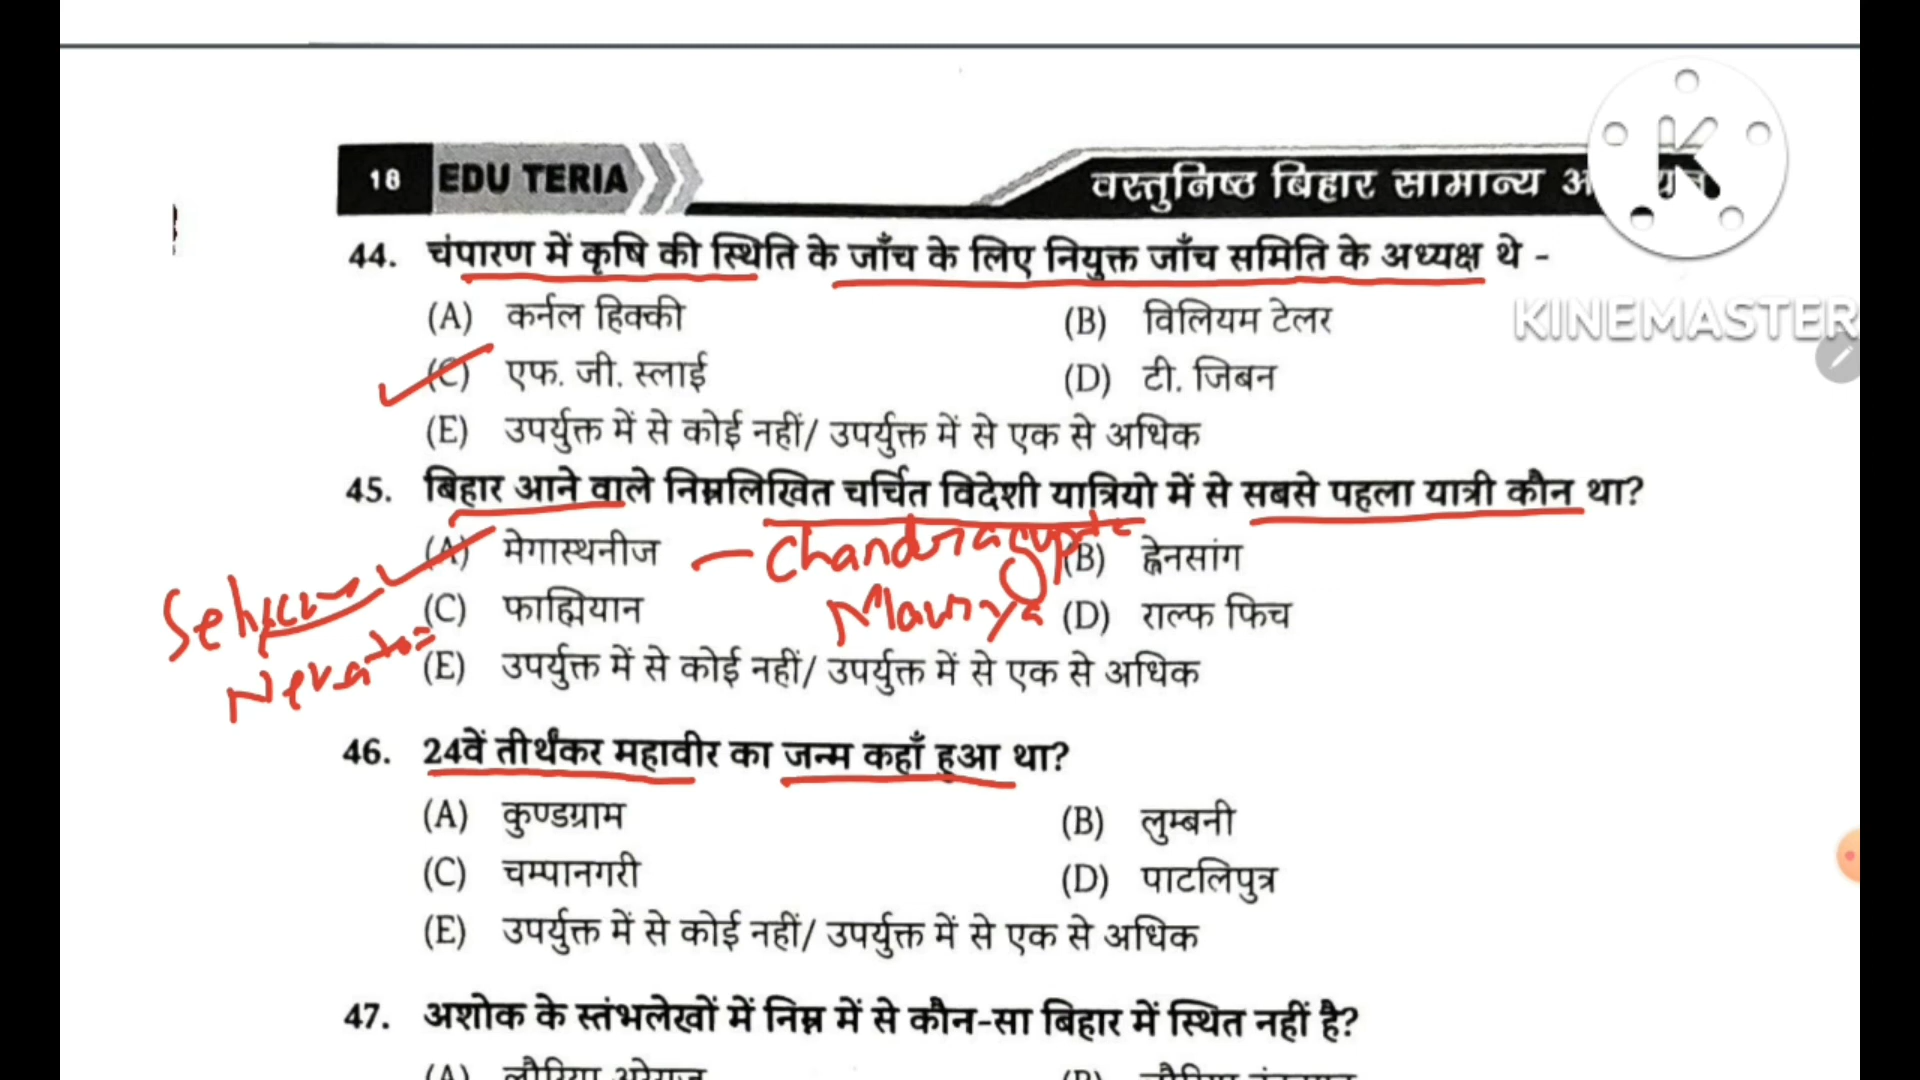 18 EDU TERIA वस्तुनिष्ठ बिहार सामान्य
44. चंपारण में कृषि की स्थिति के जाँच के लिए नियुक्त जाँच समिति के अध्यक्ष थे -
(A) कर्नल हिक्की (B) विलियम टेलर
KINEMASTER
(C) एफ. जी. स्लाई (D) टी. जिबन
(E) उपर्युक्त में से कोई नहीं/ उपर्युक्त में से एक से अधिक
45. बिहार आने वाले निम्नलिखित चर्चित विदेशी यात्रियो में से सबसे पहला यात्री कौन था?
(A) मेगास्थनीज - Chandragupta (B) ह्वेनसांग
(C) फाह्मियान Maurya (D) राल्फ फिच
(E) उपर्युक्त में से कोई नहीं/ उपर्युक्त में से एक से अधिक
46. 24वें तीर्थंकर महावीर का जन्म कहाँ हुआ था?
(A) कुण्डग्राम (B) लुम्बनी
(C) चम्पानगरी (D) पाटलिपुत्र
(E) उपर्युक्त में से कोई नहीं/ उपर्युक्त में से एक से अधिक
47. अशोक के स्तंभलेखों में निम्न में से कौन-सा बिहार में स्थित नहीं है?